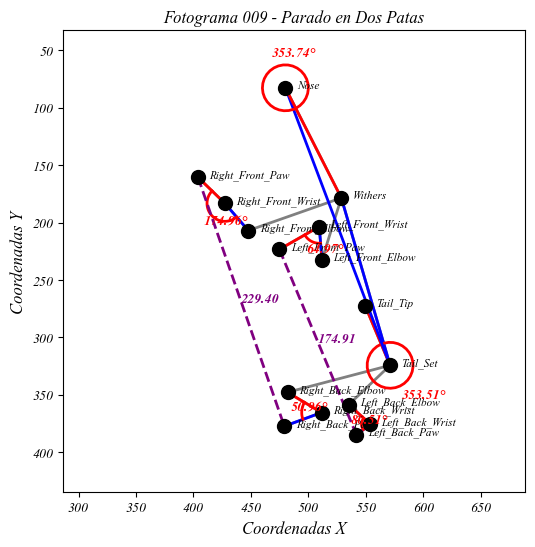 Fotograma 009 - Parado en Dos Patas
353.74°
Nose
Right_Front_Paw
Withers
Right_Front_Wrist
174.96°
Right_Front_Elbow
Left_Front_Wrist
Left_Front_Paw
Left_Front_Elbow
229.40
Tail_Tip
174.91
Tail_Set
353.51°
Right_Back_Elbow
50.96°
Left_Back_Elbow
Right_Back_Wrist
Right_Back_
Left_Back_Wrist
Left_Back_Paw
50
100
150
200
250
300
350
400
300
350
400
450
500
550
600
650
Coordenadas X
Coordenadas Y